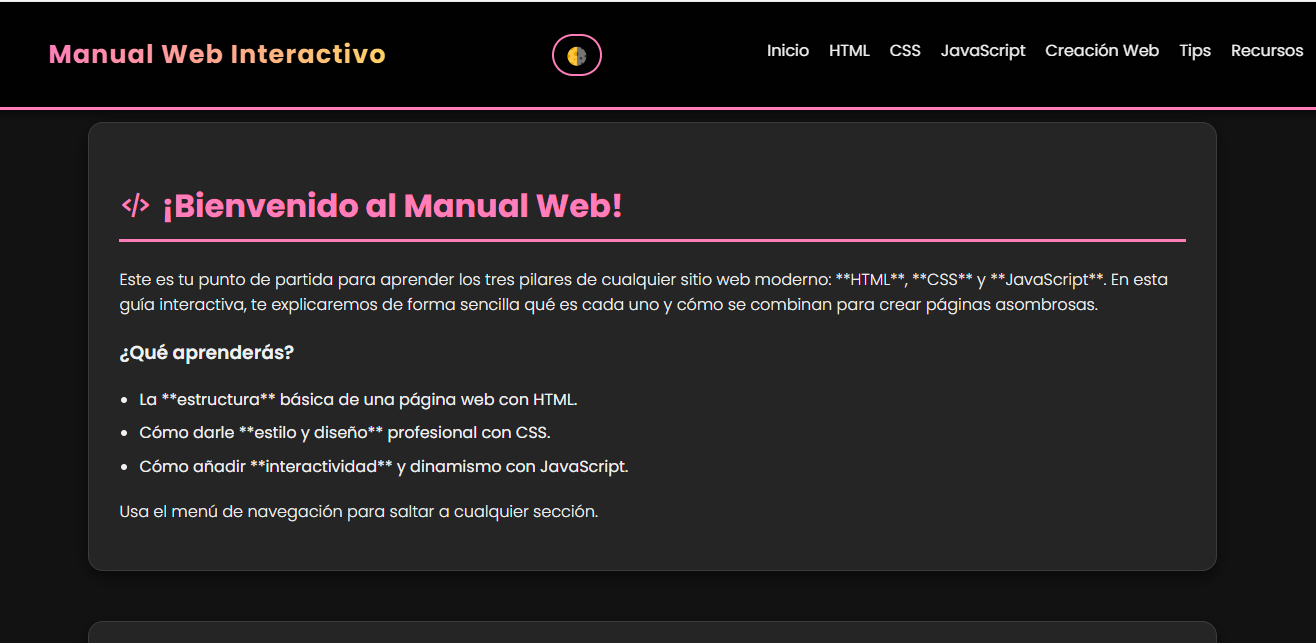 Manual Web Interactivo
Inicio HTML CSS JavaScript Creación Web Tips Recursos
</> ¡Bienvenido al Manual Web!
Este es tu punto de partida para aprender los tres pilares de cualquier sitio web moderno: **HTML**, **CSS** y **JavaScript**. En esta
guía interactiva, te explicaremos de forma sencilla qué es cada uno y cómo se combinan para crear páginas asombrosas.
¿Qué aprenderás?
• La **estructura** básica de una página web con HTML.
• Cómo darle **estilo y diseño** profesional con CSS.
• Cómo añadir **interactividad** y dinamismo con JavaScript.
Usa el menú de navegación para saltar a cualquier sección.